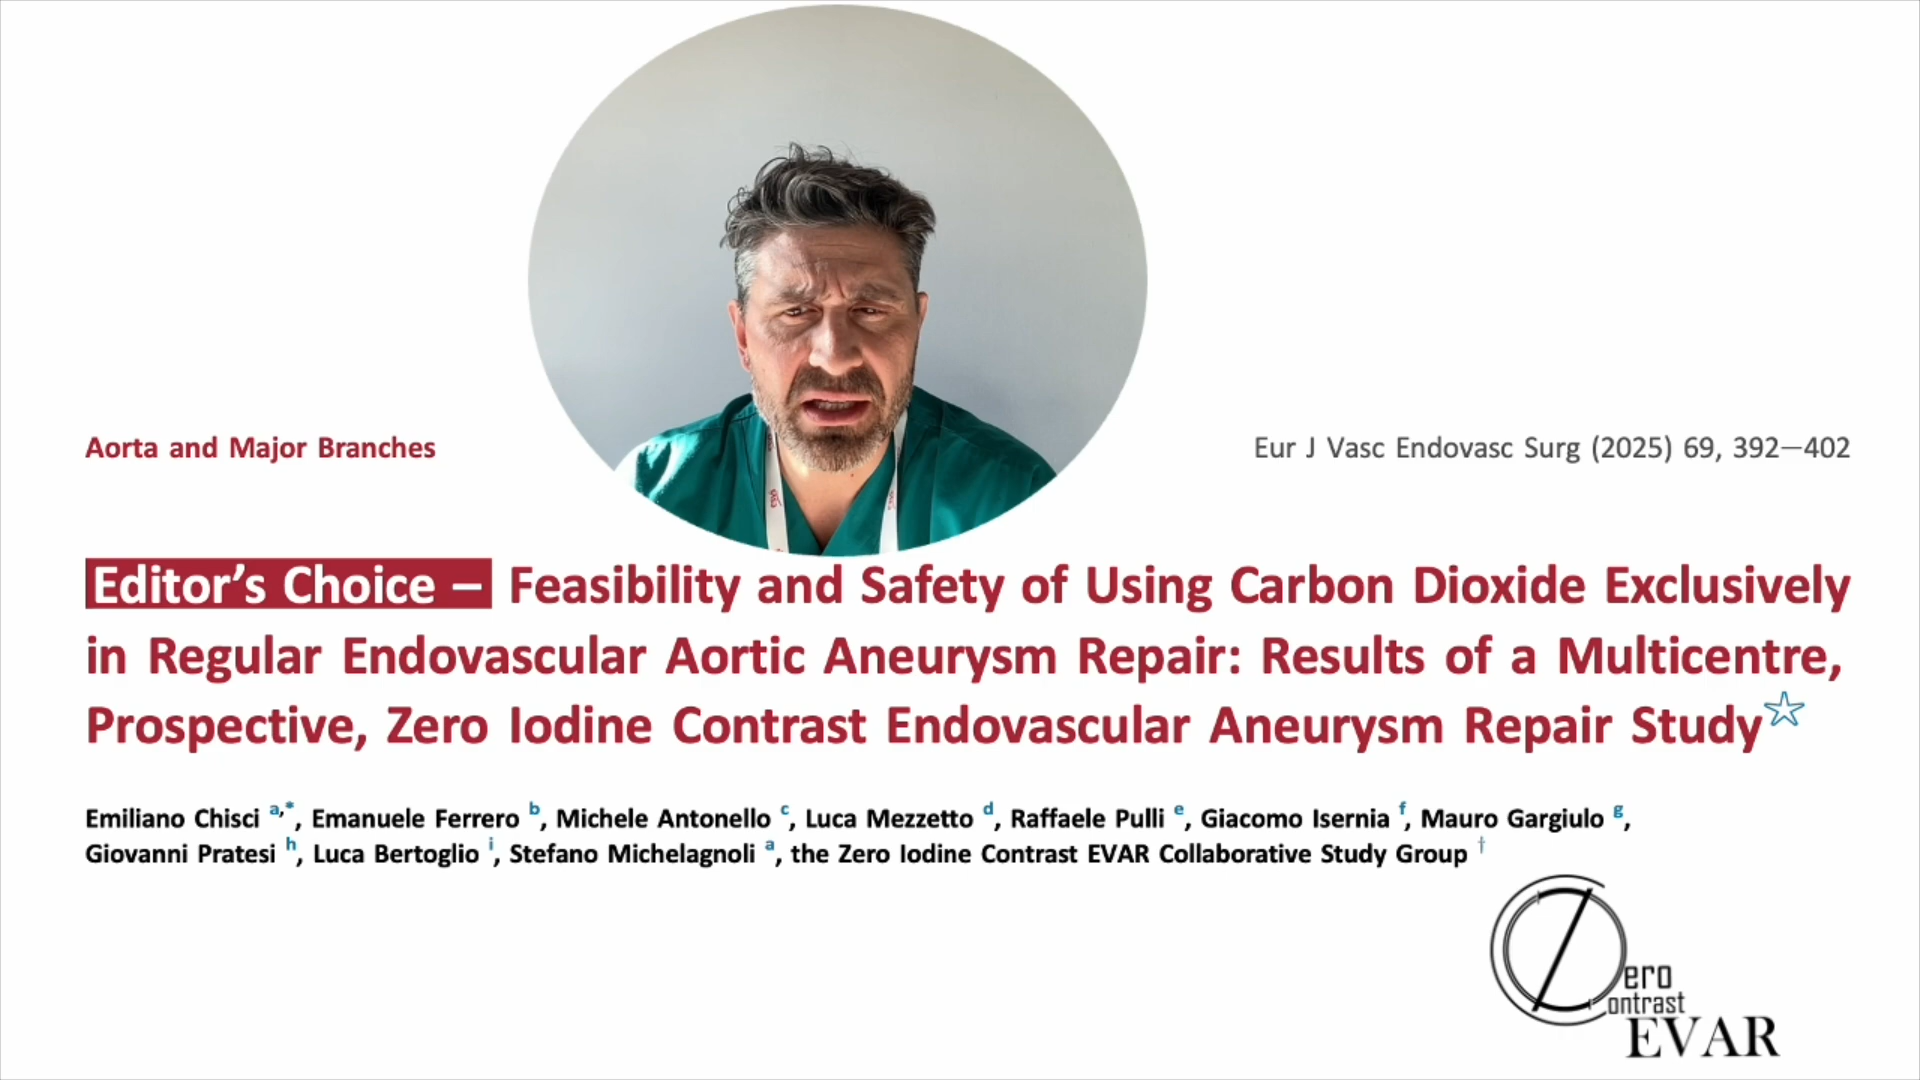 Aorta and Major Branches
Eur J Vasc Endovasc Surg (2025) 69, 392—402
Editor's Choice – Feasibility and Safety of Using Carbon Dioxide Exclusively
in Regular Endovascular Aortic Aneurysm Repair: Results of a Multicentre,
Prospective, Zero Iodine Contrast Endovascular Aneurysm Repair Study☆
Emiliano Chisci a,*, Emanuele Ferrero b, Michele Antonello c, Luca Mezzetto d, Raffaele Pulli e, Giacomo Isernia f, Mauro Gargiulo g,
Giovanni Pratesi h, Luca Bertoglio i, Stefano Michelagnoli a, the Zero Iodine Contrast EVAR Collaborative Study Group †
Zero
Contrast
EVAR